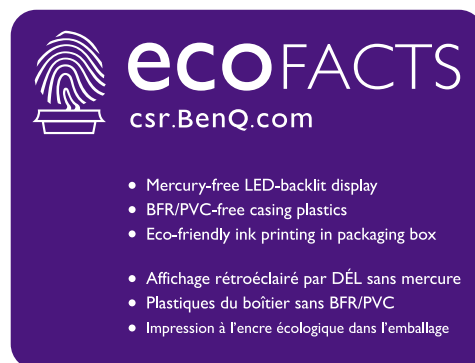 ecoFACTS
csr.BenQ.com
• Mercury-free LED-backlit display
• BFR/PVC-free casing plastics
• Eco-friendly ink printing in packaging box
• Affichage rétroéclairé par DÉL sans mercure
• Plastiques du boîtier sans BFR/PVC
• Impression à l'encre écologique dans l'emballage